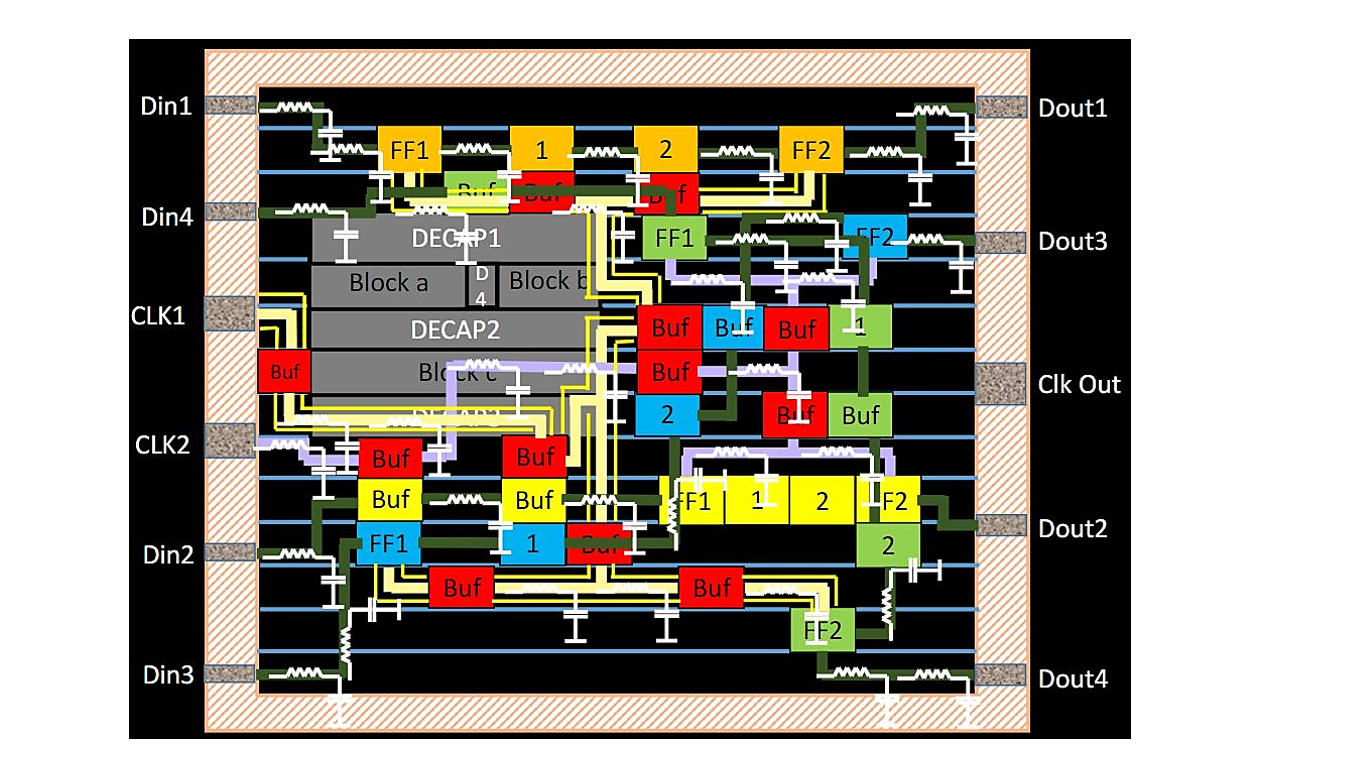 Din1
Dout1
FF1
1
2
FF2
Buf
Buf
Buf
Din4
DECAP1
FF1
FF2
Dout3
Block a
D
4
Block b
CLK1
DECAP2
Buf
Buf
Buf
1
Buf
Block c
Buf
Clk Out
DECAP3
2
Buf
Buf
CLK2
Buf
Buf
Buf
Buf
FF1
1
2
FF2
Dout2
Din2
FF1
1
Buf
2
Buf
Buf
FF2
Din3
Dout4